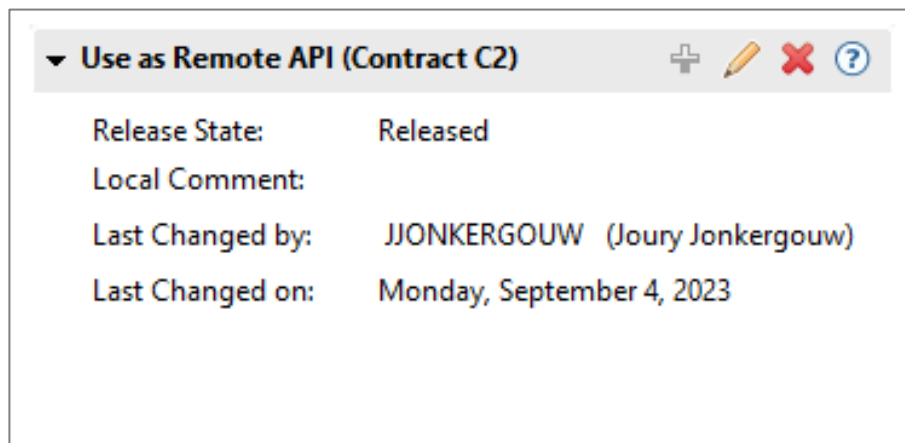 Use as Remote API (Contract C2)
Release State: Released
Local Comment:
Last Changed by: JJONKERGOUW (Joury Jonkergouw)
Last Changed on: Monday, September 4, 2023